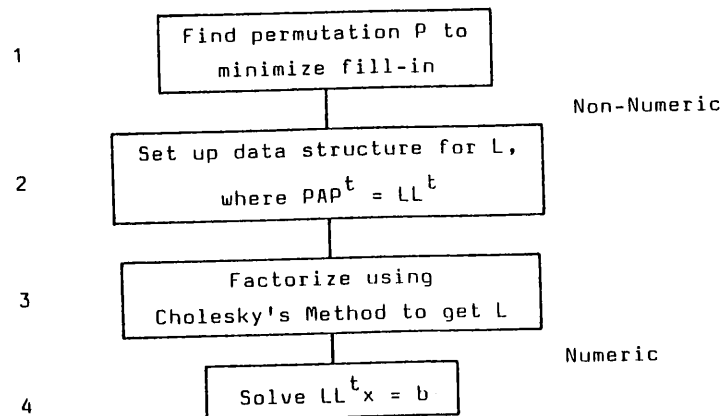 1
Find permutation P to
minimize fill-in
Non-Numeric
2
Set up data structure for L,
where PAP^t = LL^t
3
Factorize using
Cholesky's Method to get L
Numeric
4
Solve LL^t x = b